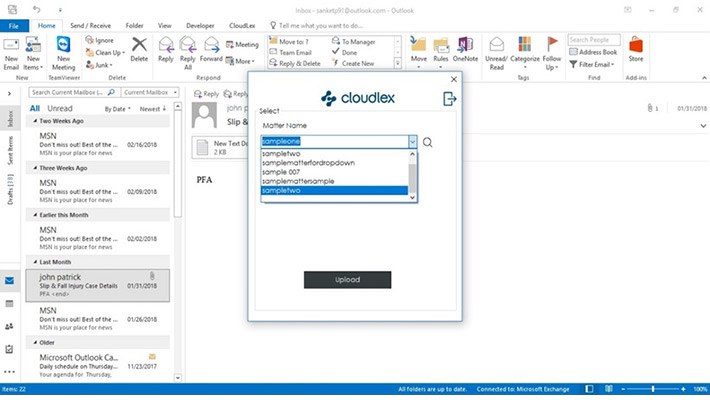 Inbox - sanketp91@outlook.com - Outlook
File Home Send / Receive Folder View Developer CloudLex Tell me what you want to do...
New Email
New Items
TeamViewer
New Meeting
TeamViewer
Ignore
Clean Up
Junk
Delete
Delete
Reply
Reply All
Forward
Meeting
More
Respond
Move to: ?
Team Email
Reply & Delete
To Manager
Done
Create New
Move
Rules
OneNote
Unread/ Read
Categorize
Follow Up
Tags
Search People
Address Book
Filter Email
Find
Store
Add-ins
Search Current Mailbox (...
Current Mailbox
All Unread By Date Newest
Two Weeks Ago
MSN
Don't miss out! Best of the ... 02/16/2018
MSN is your place for news
Three Weeks Ago
MSN
Don't miss out! Best of the ... 02/09/2018
MSN is your place for news
Earlier this Month
MSN
Don't miss out! Best of the ... 02/02/2018
MSN is your place for news
Last Month
john patrick
Slip & Fall Injury Case Details 01/31/2018
PFA <end>
MSN
Don't miss out! Best of the ... 01/26/2018
MSN is your place for news
Older
Microsoft Outlook Ca...
Daily schedule on Thursday, ... 11/23/2017
Your agenda for Thursday,
Inbox
Sent Items
Drafts [38]
Reply
Reply
john p
Slip &
1 01/31/2018
New Text Do
2 KB
PFA
cloudlex
Select
Matter Name
sampleone
sampletwo
samplematterfordropdown
sample 007
samplemattersample
sampletwo
Upload
Items: 22
All folders are up to date. Connected to: Microsoft Exchange 100%